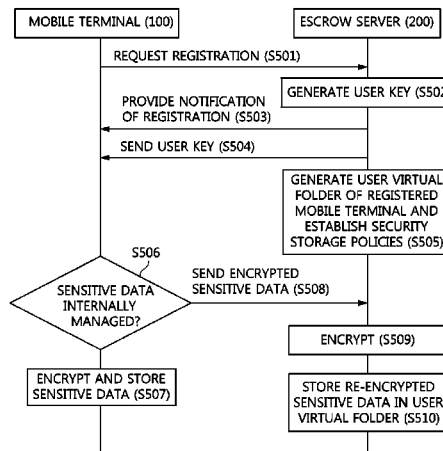 MOBILE TERMINAL (100)
ESCROW SERVER (200)
REQUEST REGISTRATION (S501)
GENERATE USER KEY (S502
PROVIDE NOTIFICATION
OF REGISTRATION (S503)
SEND USER KEY (S504)
GENERATE USER VIRTUAL
FOLDER OF REGISTERED
MOBILE TERMINAL AND
ESTABLISH SECURITY
STORAGE POLICIES (S505)
S506
SENSITIVE DATA
INTERNALLY
MANAGED?
SEND ENCRYPTED
SENSITIVE DATA (S508)
ENCRYPT (S509)
ENCRYPT AND STORE
SENSITIVE DATA (S507)
STORE RE-ENCRYPTED
SENSITIVE DATA IN USER
VIRTUAL FOLDER (S510)